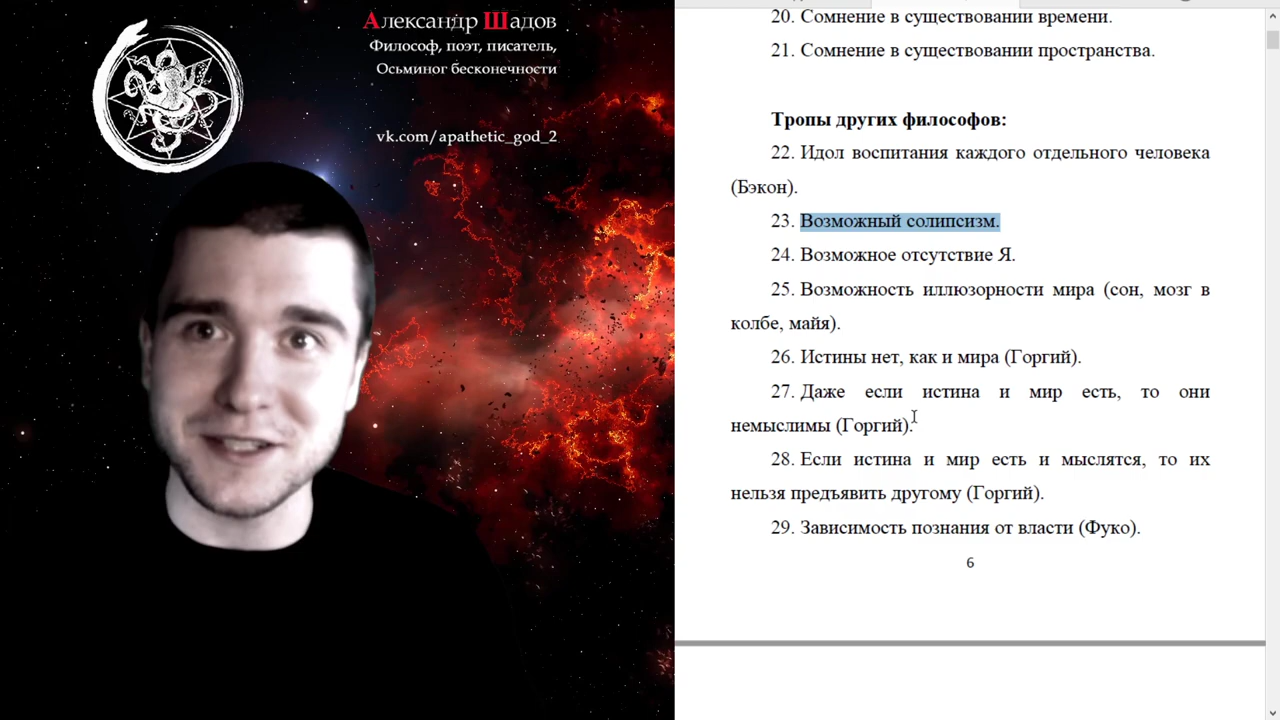 Александр Шадов
Философ, поэт, писатель,
Осьминог бесконечности
vk.com/apathetic_god_2
20. Сомнение в существовании времени.
21. Сомнение в существовании пространства.
Тропы других философов:
22. Идол воспитания каждого отдельного человека
(Бэкон).
23. Возможный солипсизм.
24. Возможное отсутствие Я.
25. Возможность иллюзорности мира (сон, мозг в
колбе, майя).
26. Истины нет, как и мира (Горгий).
27. Даже если истина и мир есть, то они
немыслимы (Горгий).
28. Если истина и мир есть и мыслятся, то их
нельзя предъявить другому (Горгий).
29. Зависимость познания от власти (Фуко).
6